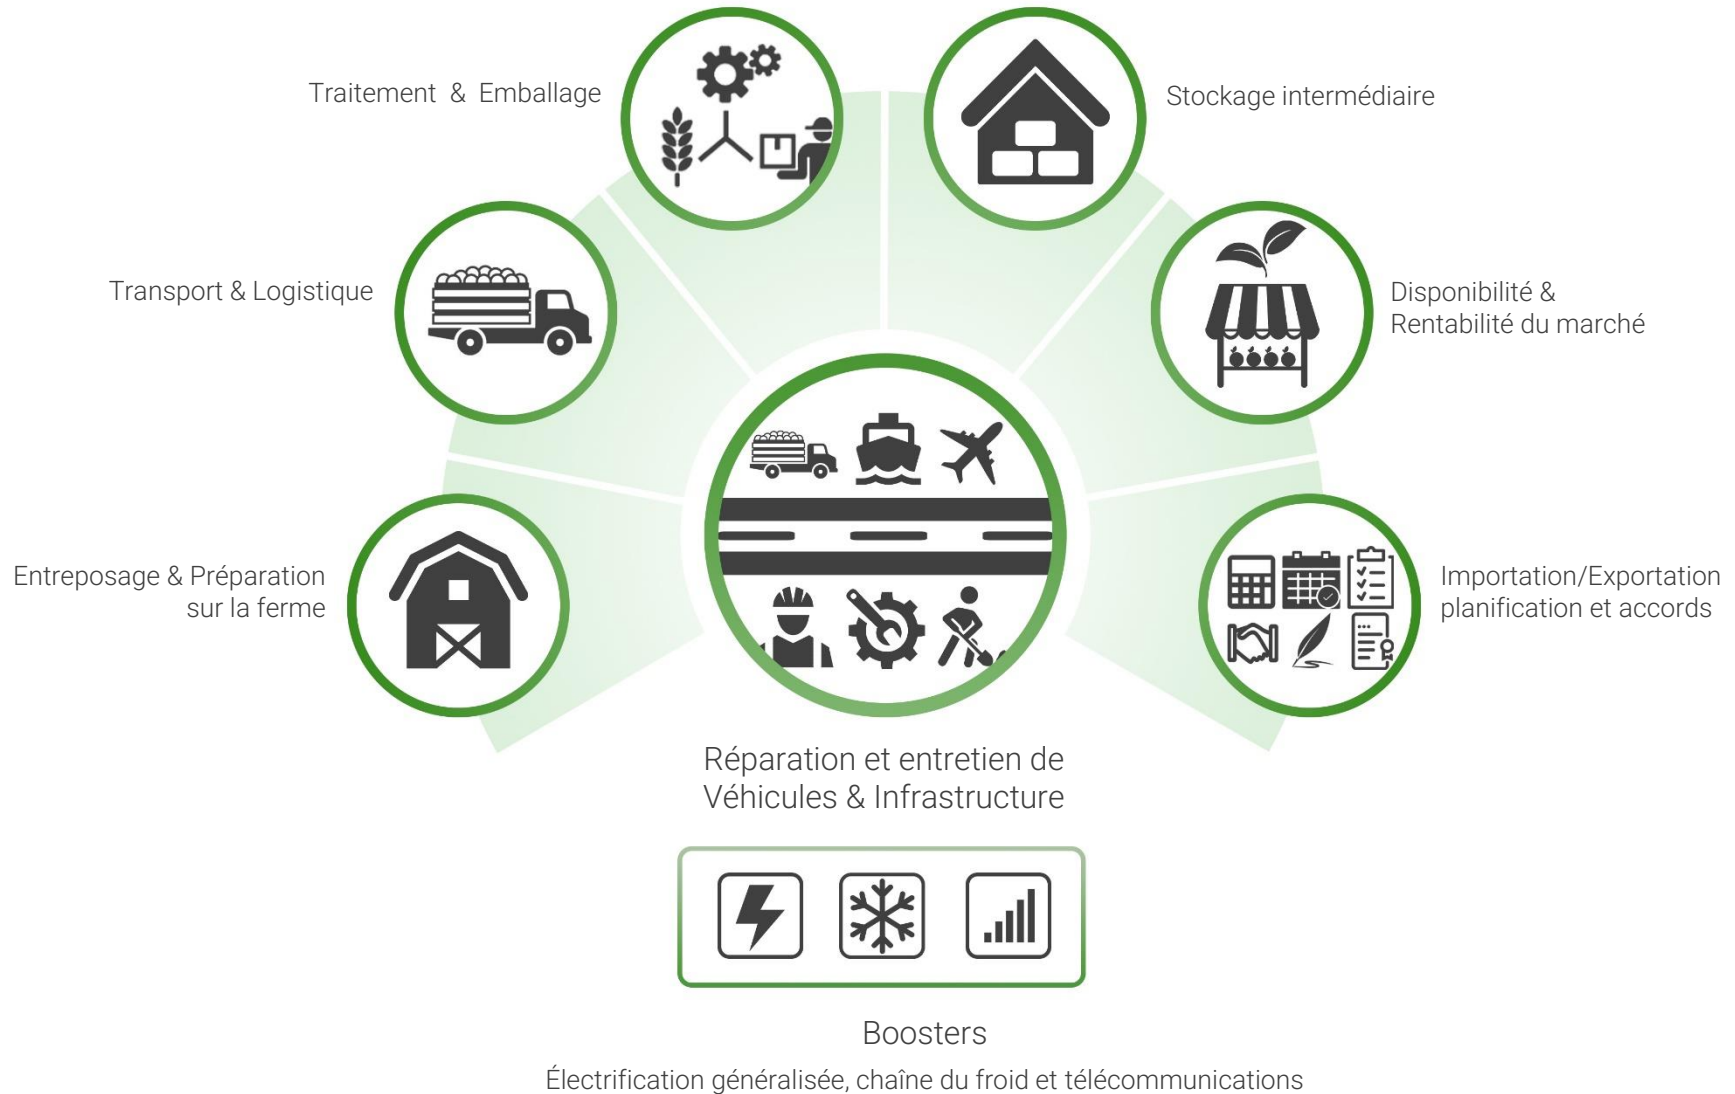 Traitement & Emballage
Stockage intermédiaire
Transport & Logistique
Disponibilité &
Rentabilité du marché
Entreposage & Préparation
sur la ferme
Importation/Exportation
planification et accords
Réparation et entretien de
Véhicules & Infrastructure
Boosters
Électrification généralisée, chaîne du froid et télécommunications